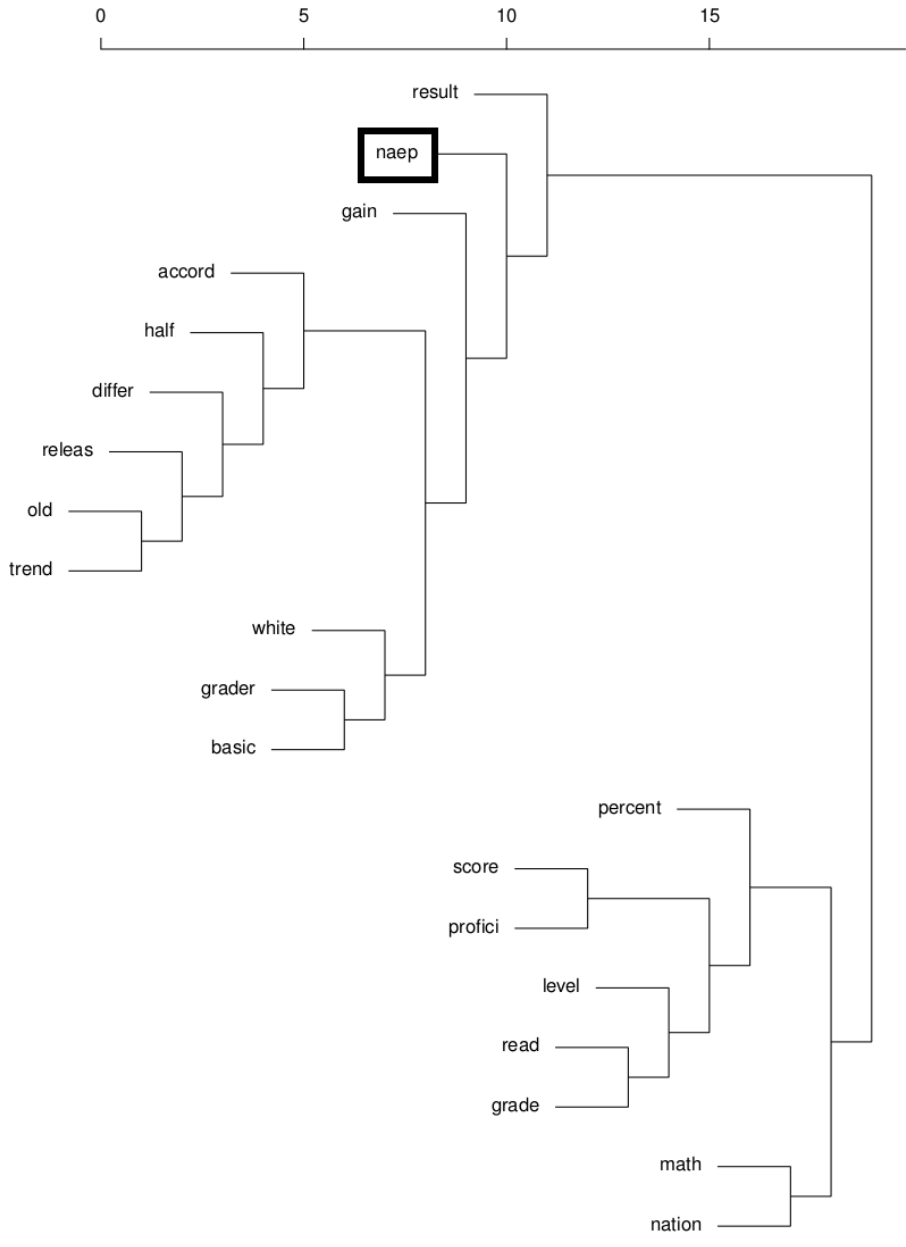 0 5 10 15
result
naep
gain
accord
half
differ
releas
old
trend
white
grader
basic
percent
score
profici
level
read
grade
math
nation